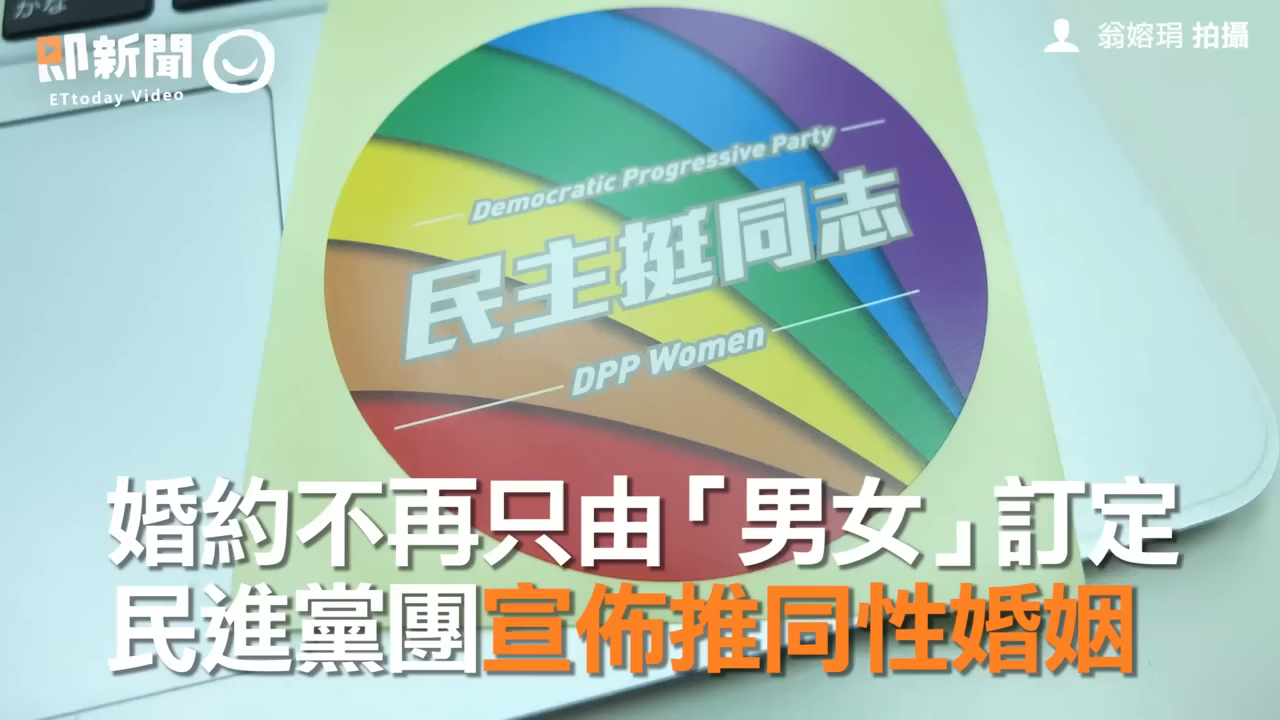 かな
即新聞
ETtoday Video
翁嫆琄 拍攝
Democratic Progressive Party
民主挺同志
DPP Women
婚約不再只由「男女」訂定
民進黨團宣佈推同性婚姻